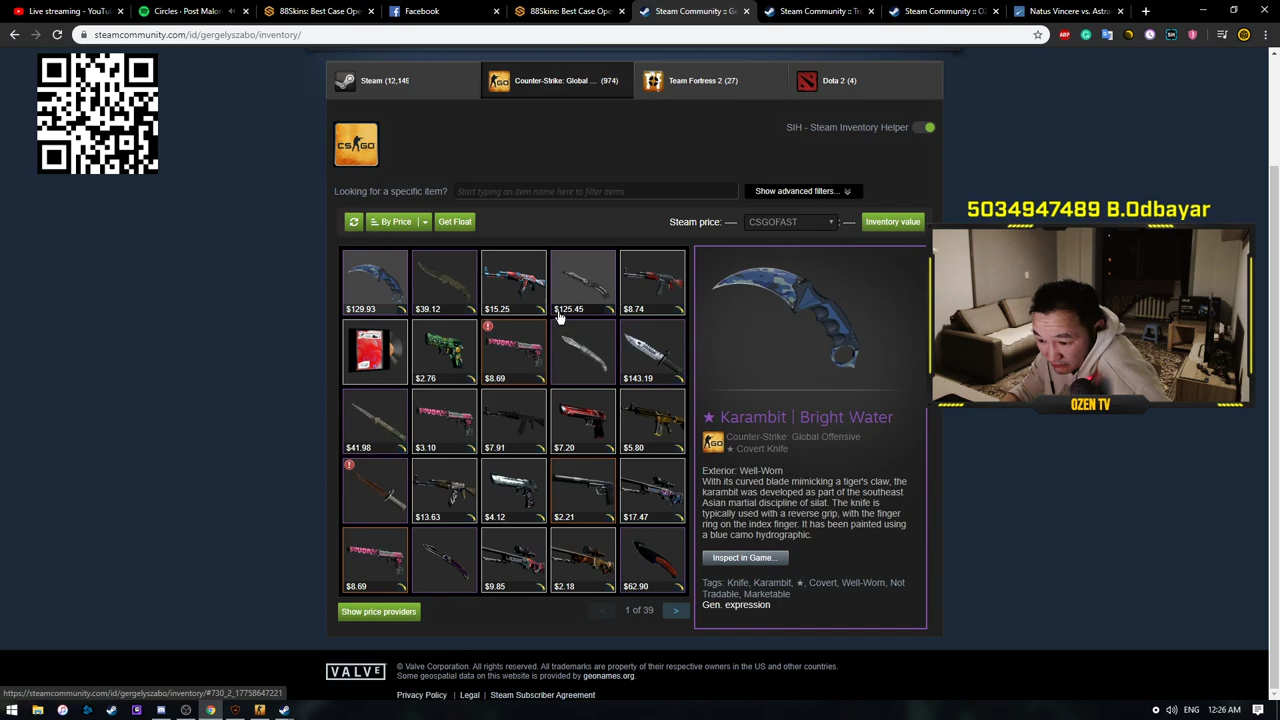 Live streaming - YouTu
Circles · Post Malon
88Skins: Best Case Ope
Facebook
88Skins: Best Case Ope
Steam Community :: Ge
Steam Community :: Tr
Steam Community :: OZ
Natus Vincere vs. Astra
steamcommunity.com/id/gergelyszabo/inventory/
Steam (12,149
Counter-Strike: Global ... (974)
Team Fortress 2 (27)
Dota 2 (4)
CS GO
SIH - Steam Inventory Helper
Looking for a specific item?
Start typing an item name here to filter items
Show advanced filters...
By Price
Get Float
Steam price: ----
CSGOFAST
: ----
Inventory value
5034947489 B.Odbayar
$129.93
$39.12
$15.25
$125.45
$8.74
$2.76
$8.69
$143.19
$41.98
$3.10
$7.91
$7.20
$5.80
$13.63
$4.12
$2.21
$17.47
$8.69
$9.85
$2.18
$62.90
★ Karambit | Bright Water
Counter-Strike: Global Offensive
★ Covert Knife
Exterior: Well-Worn
With its curved blade mimicking a tiger's claw, the
karambit was developed as part of the southeast
Asian martial discipline of silat. The knife is
typically used with a reverse grip, with the finger
ring on the index finger. It has been painted using
a blue camo hydrographic.
Inspect in Game...
Tags: Knife, Karambit, ★, Covert, Well-Worn, Not
Tradable, Marketable
Gen. expression
OZEN TV
Show price providers
<
1 of 39
>
VALVE
© Valve Corporation. All rights reserved. All trademarks are property of their respective owners in the US and other countries.
Some geospatial data on this website is provided by geonames.org.
Privacy Policy | Legal | Steam Subscriber Agreement
https://steamcommunity.com/id/gergelyszabo/inventory/#730_2_17758647221
ENG
12:26 AM